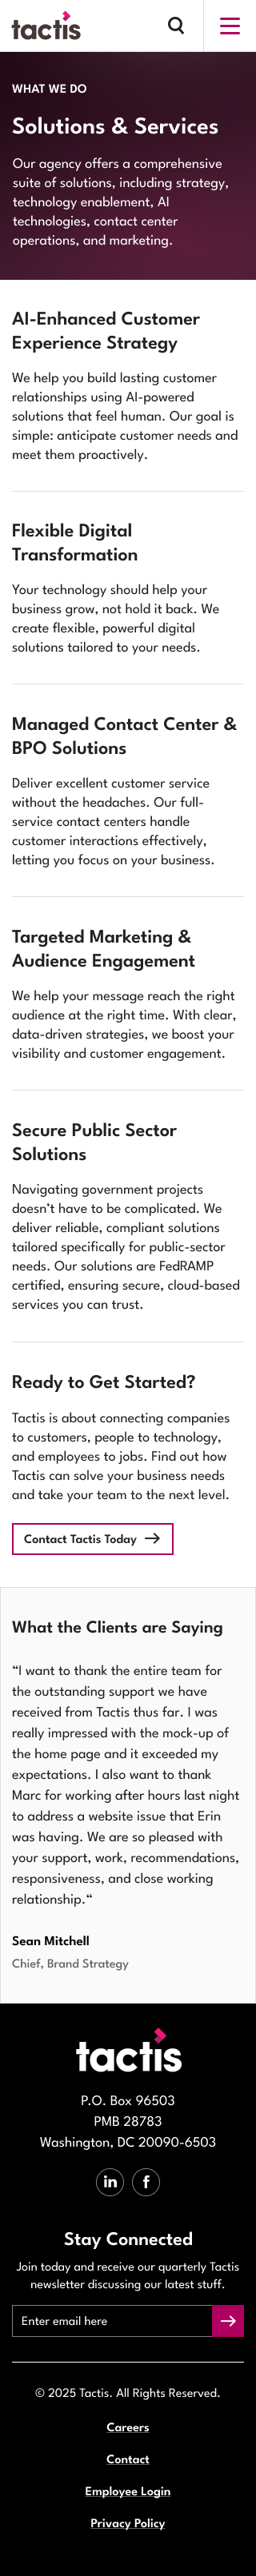 tactis
WHAT WE DO
Solutions & Services
Our agency offers a comprehensive
suite of solutions, including strategy,
technology enablement, AI
technologies, contact center
operations, and marketing.
AI-Enhanced Customer
Experience Strategy
We help you build lasting customer
relationships using AI-powered
solutions that feel human. Our goal is
simple: anticipate customer needs and
meet them proactively.
Flexible Digital
Transformation
Your technology should help your
business grow, not hold it back. We
create flexible, powerful digital
solutions tailored to your needs.
Managed Contact Center &
BPO Solutions
Deliver excellent customer service
without the headaches. Our full-
service contact centers handle
customer interactions effectively,
letting you focus on your business.
Targeted Marketing &
Audience Engagement
We help your message reach the right
audience at the right time. With clear,
data-driven strategies, we boost your
visibility and customer engagement.
Secure Public Sector
Solutions
Navigating government projects
doesn't have to be complicated. We
deliver reliable, compliant solutions
tailored specifically for public-sector
needs. Our solutions are FedRAMP
certified, ensuring secure, cloud-based
services you can trust.
Ready to Get Started?
Tactis is about connecting companies
to customers, people to technology,
and employees to jobs. Find out how
Tactis can solve your business needs
and take your team to the next level.
Contact Tactis Today
What the Clients are Saying
“I want to thank the entire team for
the outstanding support we have
received from Tactis thus far. I was
really impressed with the mock-up of
the home page and it exceeded my
expectations. I also want to thank
Marc for working after hours last night
to address a website issue that Erin
was having. We are so pleased with
your support, work, recommendations,
responsiveness, and close working
relationship.“
Sean Mitchell
Chief, Brand Strategy
tactis
P.O. Box 96503
PMB 28783
Washington, DC 20090-6503
in f
Stay Connected
Join today and receive our quarterly Tactis
newsletter discussing our latest stuff.
Enter email here
© 2025 Tactis. All Rights Reserved.
Careers
Contact
Employee Login
Privacy Policy